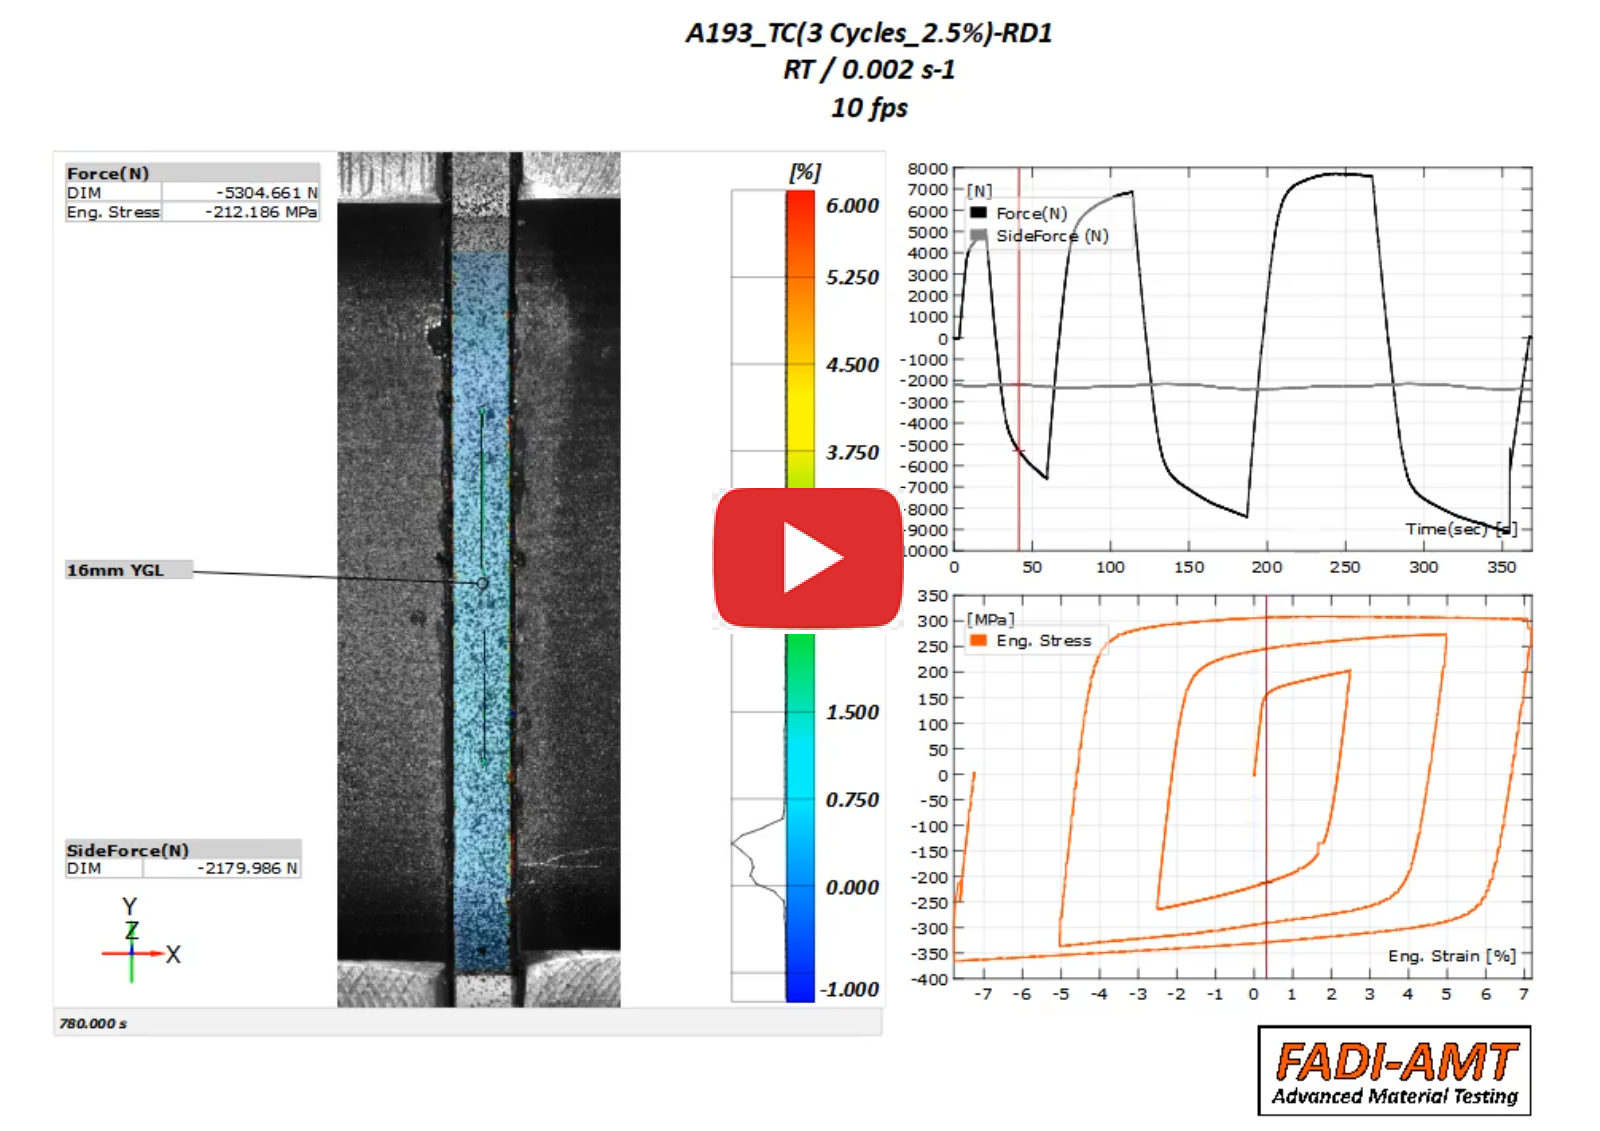 A193_TC(3 Cycles_2.5%)-RD1
RT / 0.002 s-1
10 fps
Force(N)
DIM -5304.661 N
Eng. Stress -212.186 MPa
16mm YGL
SideForce(N)
DIM -2179.986 N
Y
Z
X
780.000 s
[%]
6.000
5.250
4.500
3.750
1.500
0.750
0.000
-1.000
8000
7000
6000
5000
4000
3000
2000
1000
0
-1000
-2000
-3000
-4000
-5000
-6000
-7000
-8000
-9000
[N]
Force(N)
SideForce (N)
Time(sec)
0 50 100 150 200 250 300 350
350
300
250
200
150
100
50
0
-50
-100
-150
-200
-250
-300
-350
-400
[MPa]
Eng. Stress
Eng. Strain [%]
-7 -6 -5 -4 -3 -2 -1 0 1 2 3 4 5 6 7
FADI-AMT
Advanced Material Testing